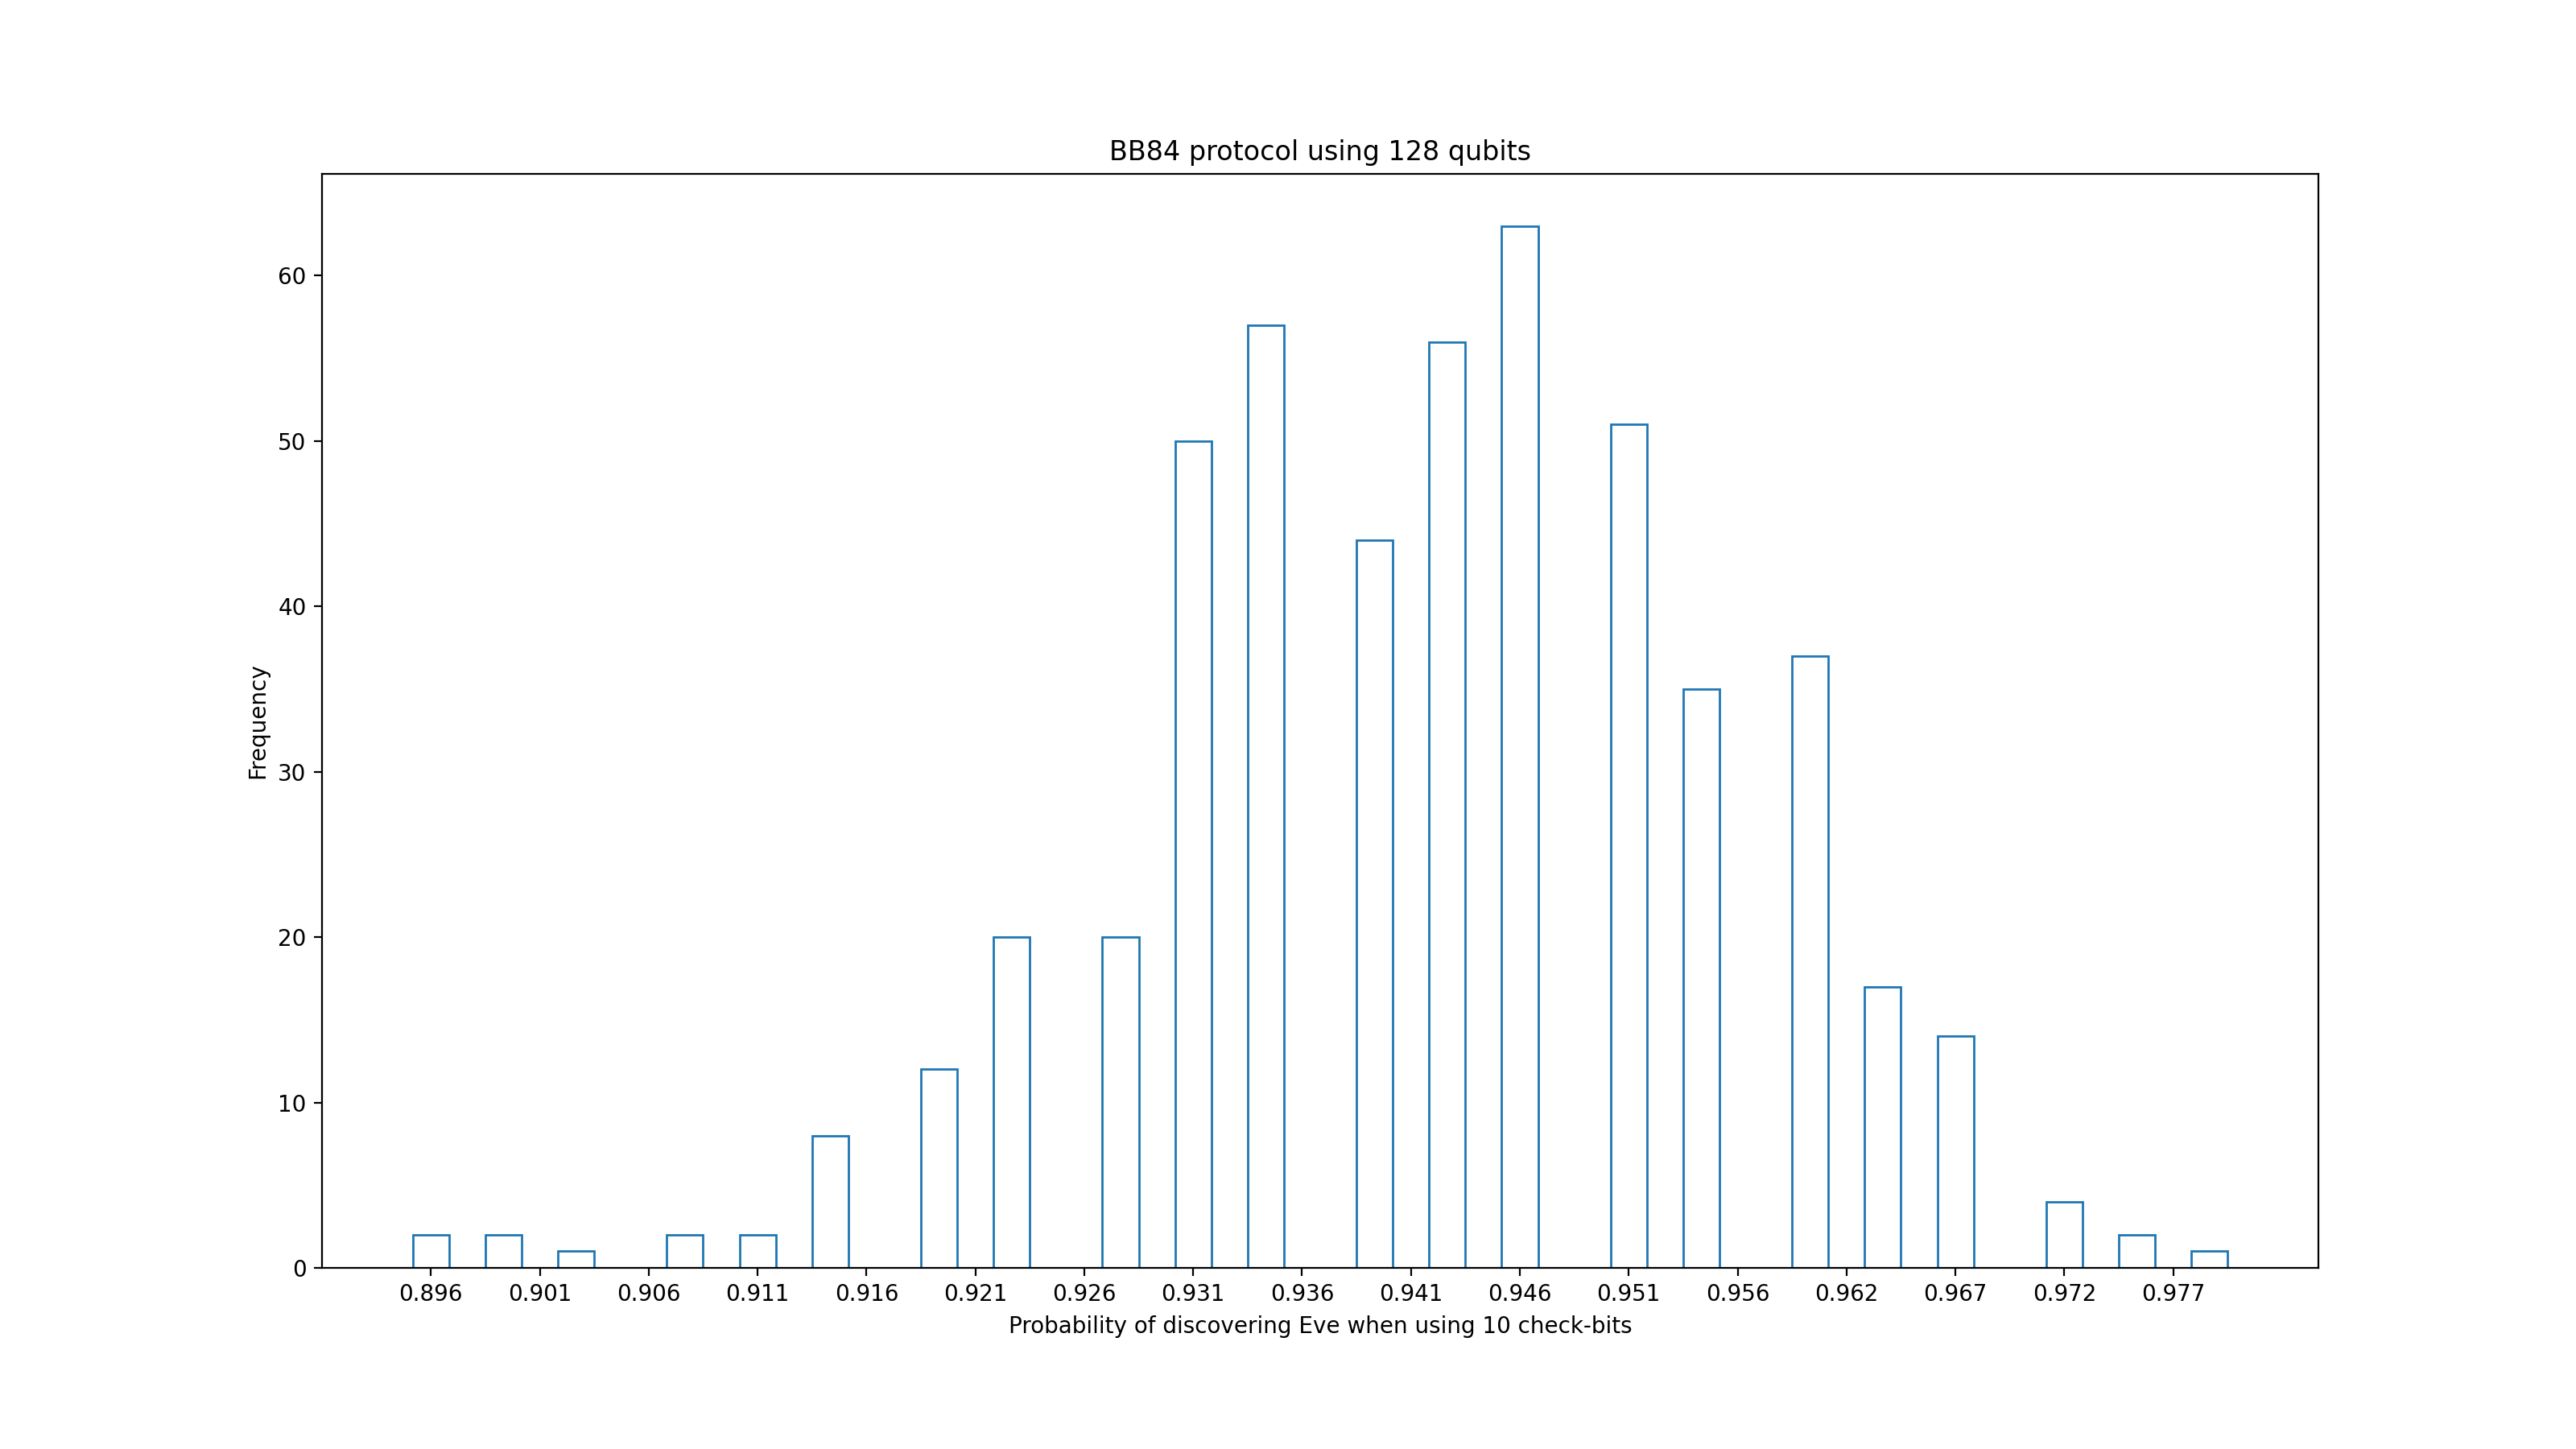 BB84 protocol using 128 qubits
60
50
40
30
20
10
0
Frequency
0.896 0.901 0.906 0.911 0.916 0.921 0.926 0.931 0.936 0.941 0.946 0.951 0.956 0.962 0.967 0.972 0.977
Probability of discovering Eve when using 10 check-bits